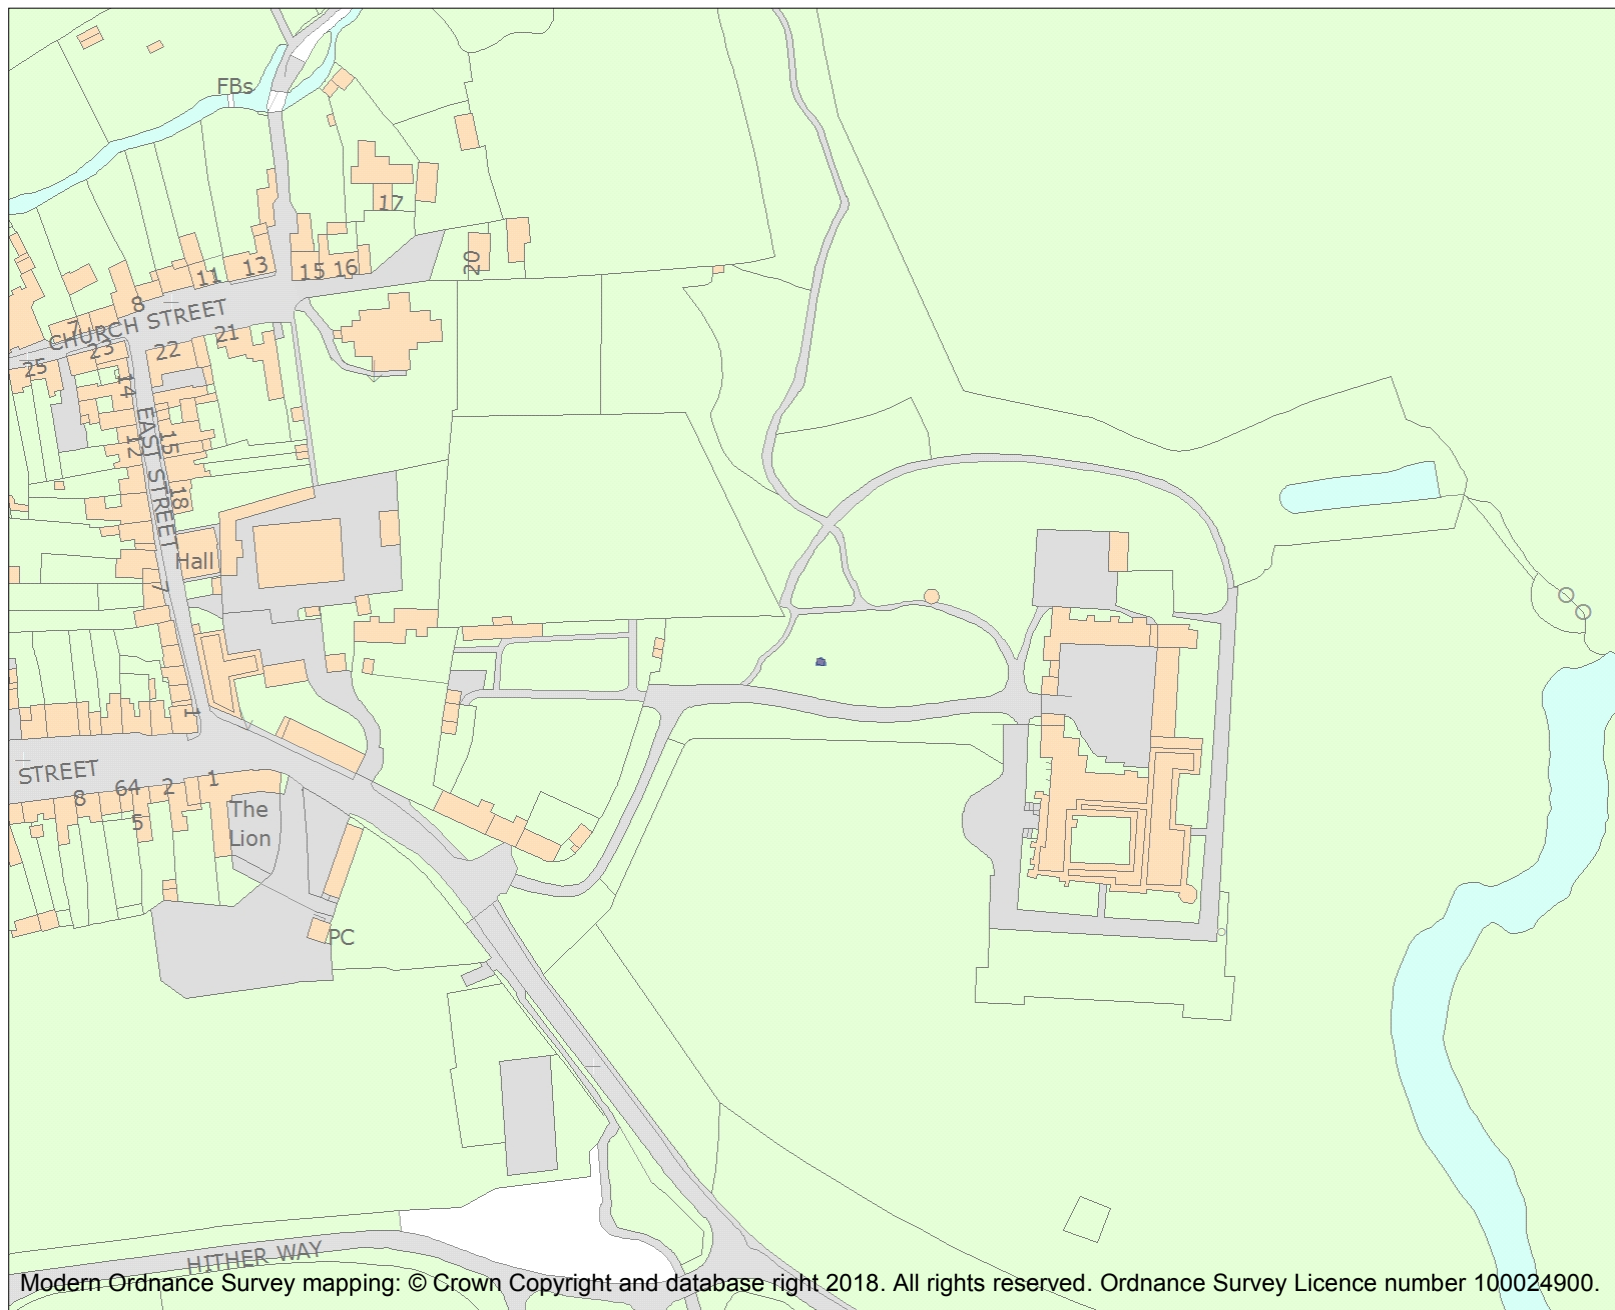 FBs
17
20
11
13
15
16
8
7
CHURCH STREET
21
25
23
22
14
EAST STREET
12
15
18
Hall
7
1
STREET
8
64
2
1
5
The
Lion
PC
HITHER WAY
Modern Ordnance Survey mapping: © Crown Copyright and database right 2018. All rights reserved. Ordnance Survey Licence number 100024900.